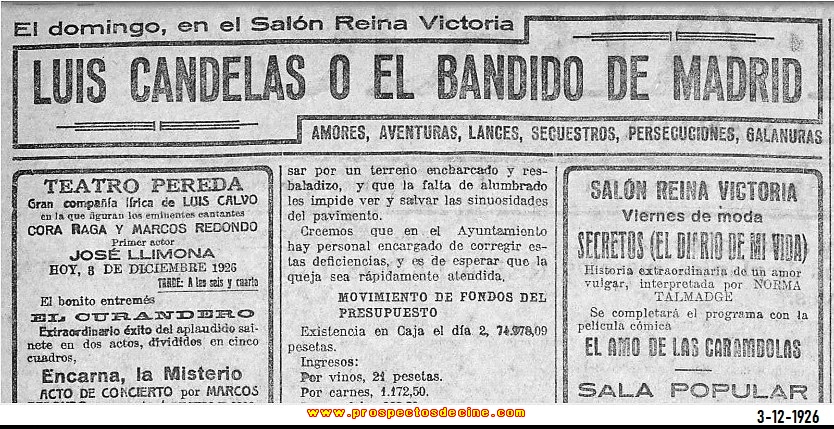 El domingo, en el Salón Reina Victoria
LUIS CANDELAS O EL BANDIDO DE MADRID
AMORES, AVENTURAS, LANCES, SECUESTROS, PERSECUCIONES, GALANURAS
TEATRO PEREDA
Gran compañía lírica de LUIS CALVO
en la que figuran los eminentes cantantes
CORA RAGA Y MARCOS REDONDO
Primer actor
JOSÉ LLIMONA
HOY, 3 DE DICIEMBRE 1926
TARDE: A las seis y cuarto
El bonito entremés
EL CURANDERO
Extraordinario éxito del aplaudido sai-
nete en dos actos, divididos en cinco
cuadros,
Encarna, la Misterio
ACTO DE CONCIERTO por MARCOS
sar por un terreno encharcado y res-
baladizo, y que la falta de alumbrado
les impide ver y salvar las sinuosidades
del pavimento.
Creemos que en el Ayuntamiento
hay personal encargado de corregir es-
tas deficiencias, y es de esperar que la
queja sea rápidamente atendida.
MOVIMIENTO DE FONDOS DEL
PRESUPUESTO
Existencia en Caja el día 2, 74.978,09
pesetas.
Ingresos:
Por vinos, 21 pesetas.
Por carnes, 1.172,50.
SALÓN REINA VICTORIA
Viernes de moda
SECRETOS (EL DIARIO DE MI VIDA)
Historia extraordinaria de un amor
vulgar, interpretada por NORMA
TALMADGE
Se completará el programa con la
película cómica
EL AMO DE LAS CARAMBOLAS
SALA POPULAR
www.prospectosdecine.com
3-12-1926